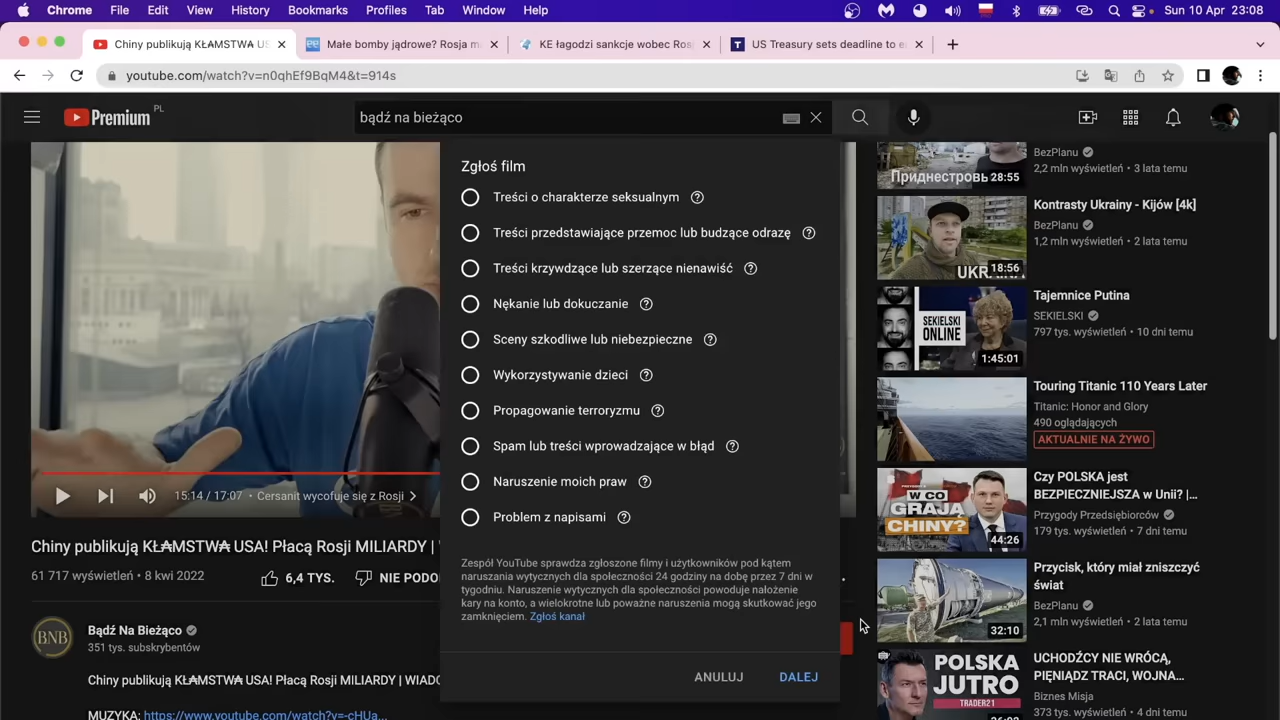 Chrome File Edit View History Bookmarks Profiles Tab Window Help Sun 10 Apr 23:08
Chiny publikują KŁ₳MSTW₳ US Małe bomby jądrowe? Rosja m KE łagodzi sankcje wobec Rosj US Treasury sets deadline to e
youtube.com/watch?v=n0qhEf9BqM4&t=914s
Premium PL
bądź na bieżąco
Zgłoś film
Treści o charakterze seksualnym
Treści przedstawiające przemoc lub budzące odrazę
Treści krzywdzące lub szerzące nienawiść
Nękanie lub dokuczanie
Sceny szkodliwe lub niebezpieczne
Wykorzystywanie dzieci
Propagowanie terroryzmu
Spam lub treści wprowadzające w błąd
Naruszenie moich praw
Problem z napisami
Zespół YouTube sprawdza zgłoszone filmy i użytkowników pod kątem
naruszania wytycznych dla społeczności 24 godziny na dobę przez 7 dni w
tygodniu. Naruszenie wytycznych dla społeczności powoduje nałożenie
kary na konto, a wielokrotne lub poważne naruszenia mogą skutkować jego
zamknięciem. Zgłoś kanał
ANULUJ DALEJ
15:14 / 17:07 • Cersanit wycofuje się z Rosji
Chiny publikują KŁ₳MSTW₳ USA! Płacą Rosji MILIARDY |
61 717 wyświetleń • 8 kwi 2022 6,4 TYS. NIE PODO
BNB
Bądź Na Bieżąco
351 tys. subskrybentów
Chiny publikują KŁ₳MSTW₳ USA! Płacą Rosji MILIARDY | WIADO
MUZYKA: https://www.youtube.com/watch?v=-cHUa...
Приднестровь 28:55
BezPlanu
2,2 mln wyświetleń • 3 lata temu
UKRA 18:56
Kontrasty Ukrainy - Kijów [4k]
BezPlanu
1,2 mln wyświetleń • 2 lata temu
SEKIELSKI
ONLINE
1:45:01
Tajemnice Putina
SEKIELSKI
797 tys. wyświetleń • 10 dni temu
Touring Titanic 110 Years Later
Titanic: Honor and Glory
490 oglądających
AKTUALNIE NA ŻYWO
W CO
GRAJĄ
CHINY?
44:26
Czy POLSKA jest
BEZPIECZNIEJSZA w Unii? |...
Przygody Przedsiębiorców
179 tys. wyświetleń • 7 dni temu
32:10
Przycisk, który miał zniszczyć
świat
BezPlanu
2,1 mln wyświetleń • 2 lata temu
POLSKA
JUTRO
TRADER21
UCHODŹCY NIE WRÓCĄ,
PIENIĄDZ TRACI, WOJNA...
Biznes Misja
373 tys. wyświetleń • 4 dni temu